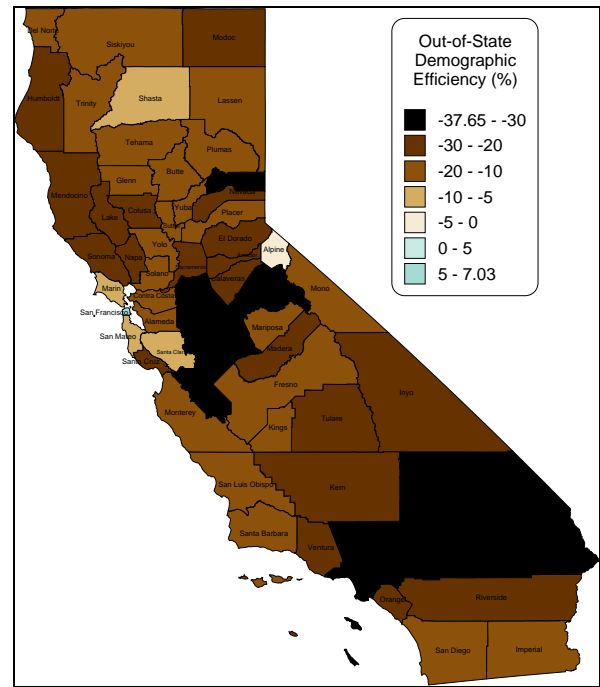 Out-of-State
Demographic
Efficiency (%)
-37.65 - -30
-30 - -20
-20 - -10
-10 - -5
-5 - 0
0 - 5
5 - 7.03
Del Norte
Siskiyou
Modoc
Humboldt
Trinity
Shasta
Lassen
Tehama
Plumas
Butte
Glenn
Mendocino
Nevada
Lake
Colusa
Yuba
Placer
Sutter
Yolo
El Dorado
Sonoma
Napa
Alpine
Amador
Solano
Sacramento
Calaveras
Mono
Marin
Contra Costa
San Francisco
Alameda
Mariposa
San Mateo
Santa Clara
Madera
Santa Cruz
Fresno
Inyo
Monterey
Tulare
Kings
San Luis Obispo
Kern
Santa Barbara
Ventura
Orange
Riverside
San Diego
Imperial